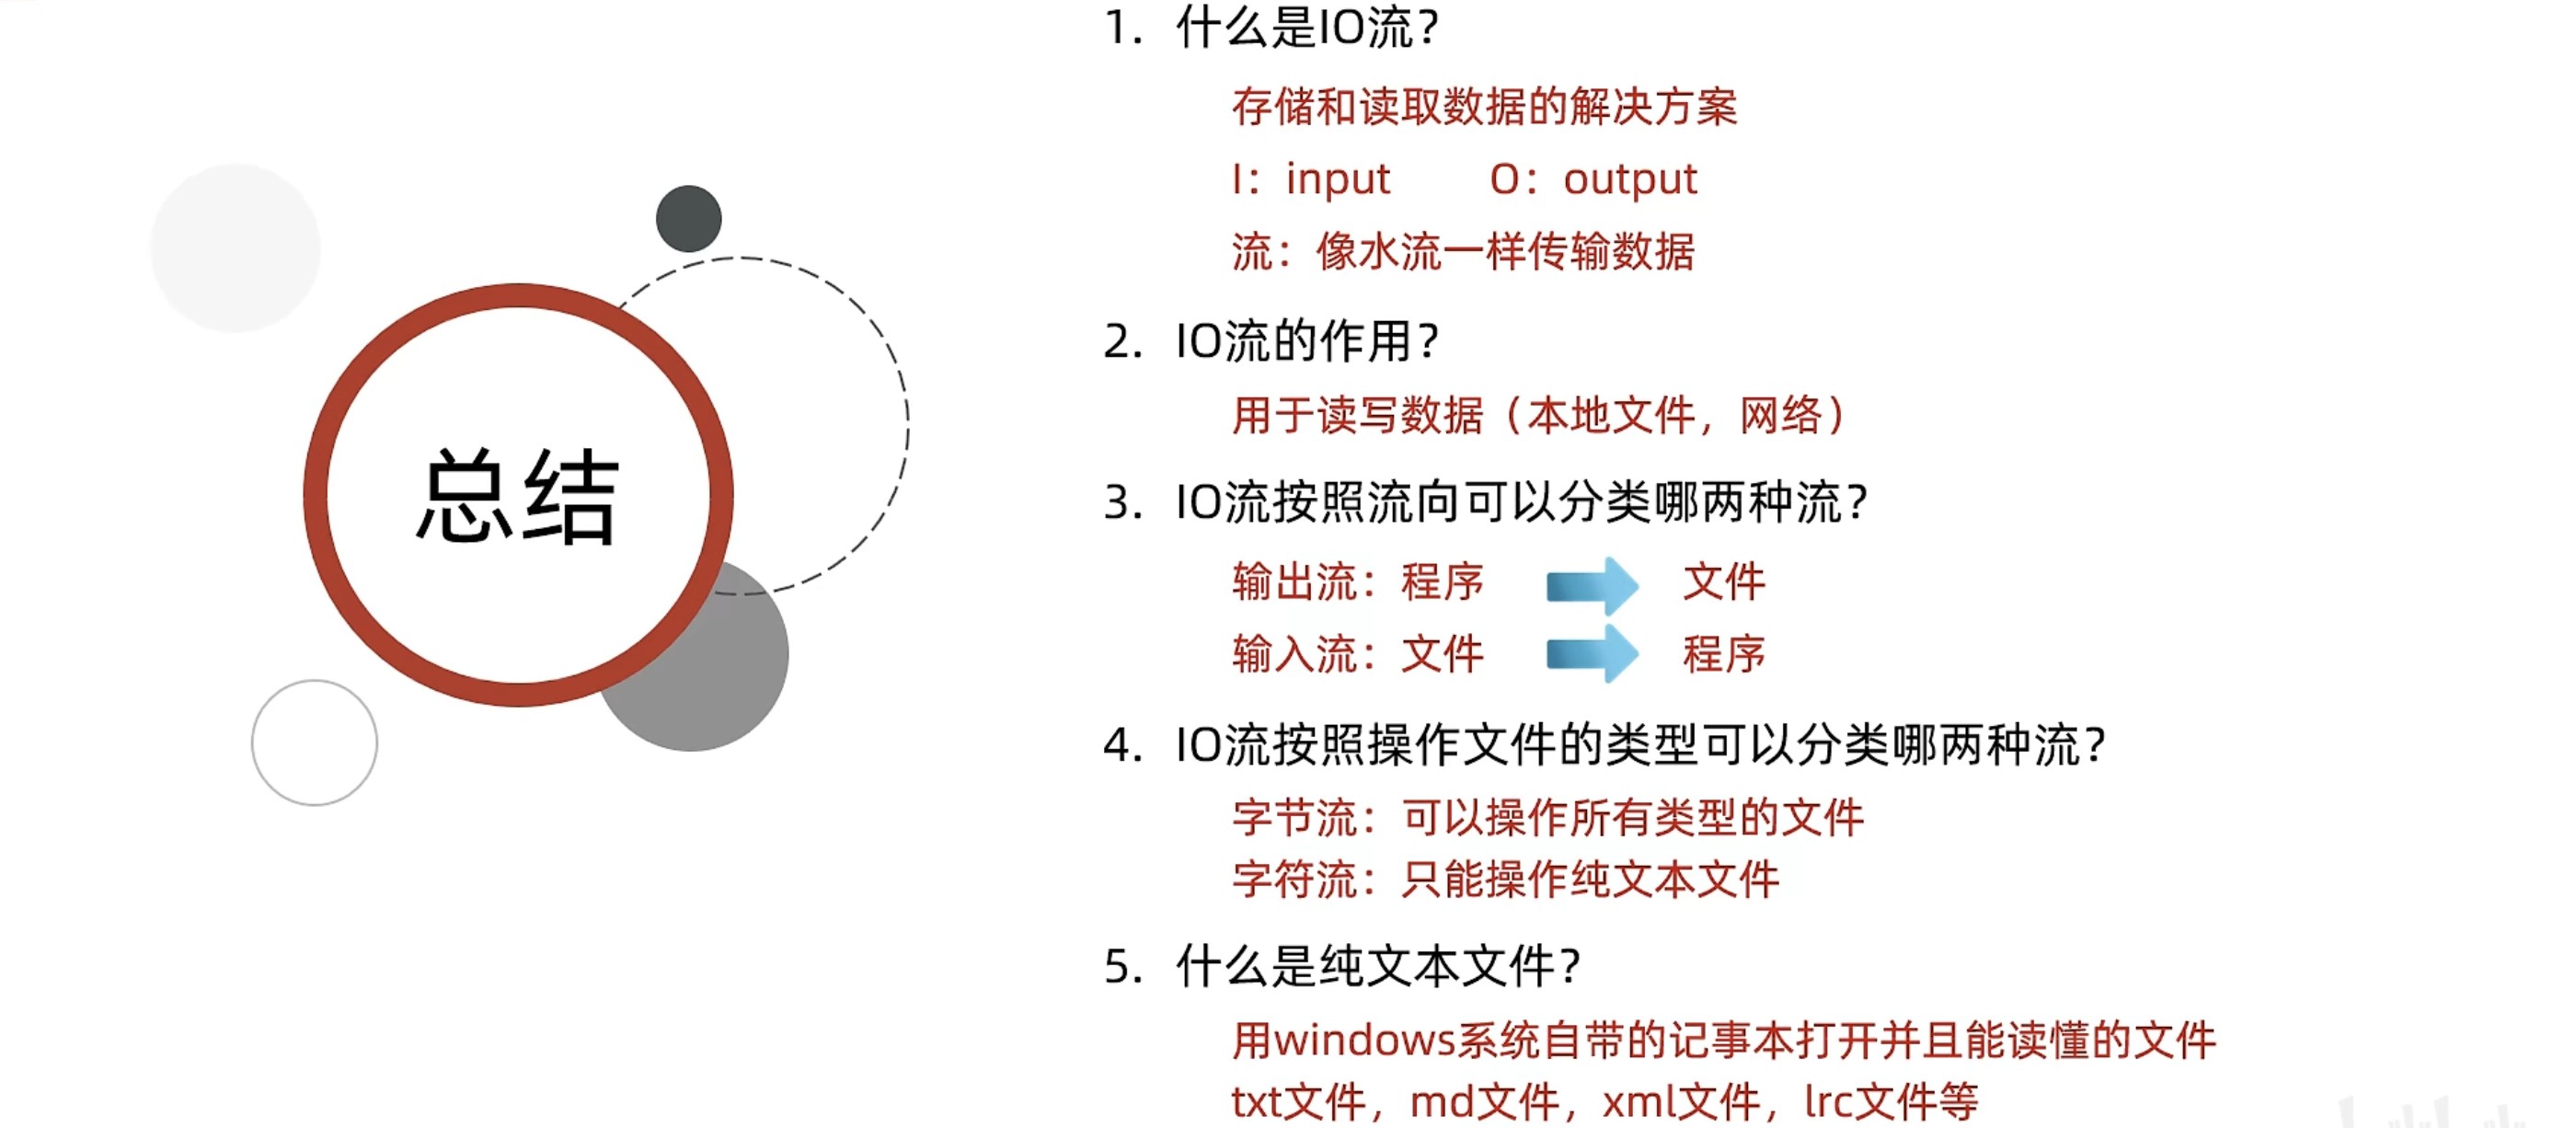 总结
1. 什么是IO流？
存储和读取数据的解决方案
I：input O：output
流：像水流一样传输数据
2. IO流的作用？
用于读写数据（本地文件，网络）
3. IO流按照流向可以分类哪两种流？
输出流：程序 文件
输入流：文件 程序
4. IO流按照操作文件的类型可以分类哪两种流？
字节流：可以操作所有类型的文件
字符流：只能操作纯文本文件
5. 什么是纯文本文件？
用windows系统自带的记事本打开并且能读懂的文件
txt文件，md文件，xml文件，lrc文件等